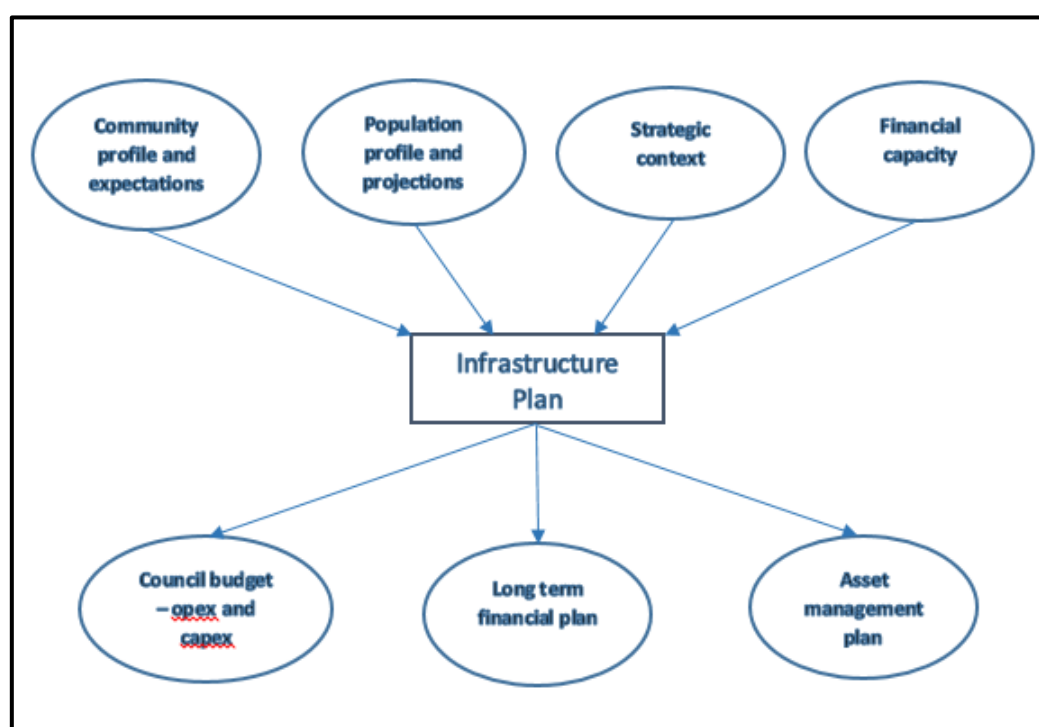 Community
profile and
expectations
Population
profile and
projections
Strategic
context
Financial
capacity
Infrastructure
Plan
Council budget
– opex and
capex
Long term
financial plan
Asset
management
plan